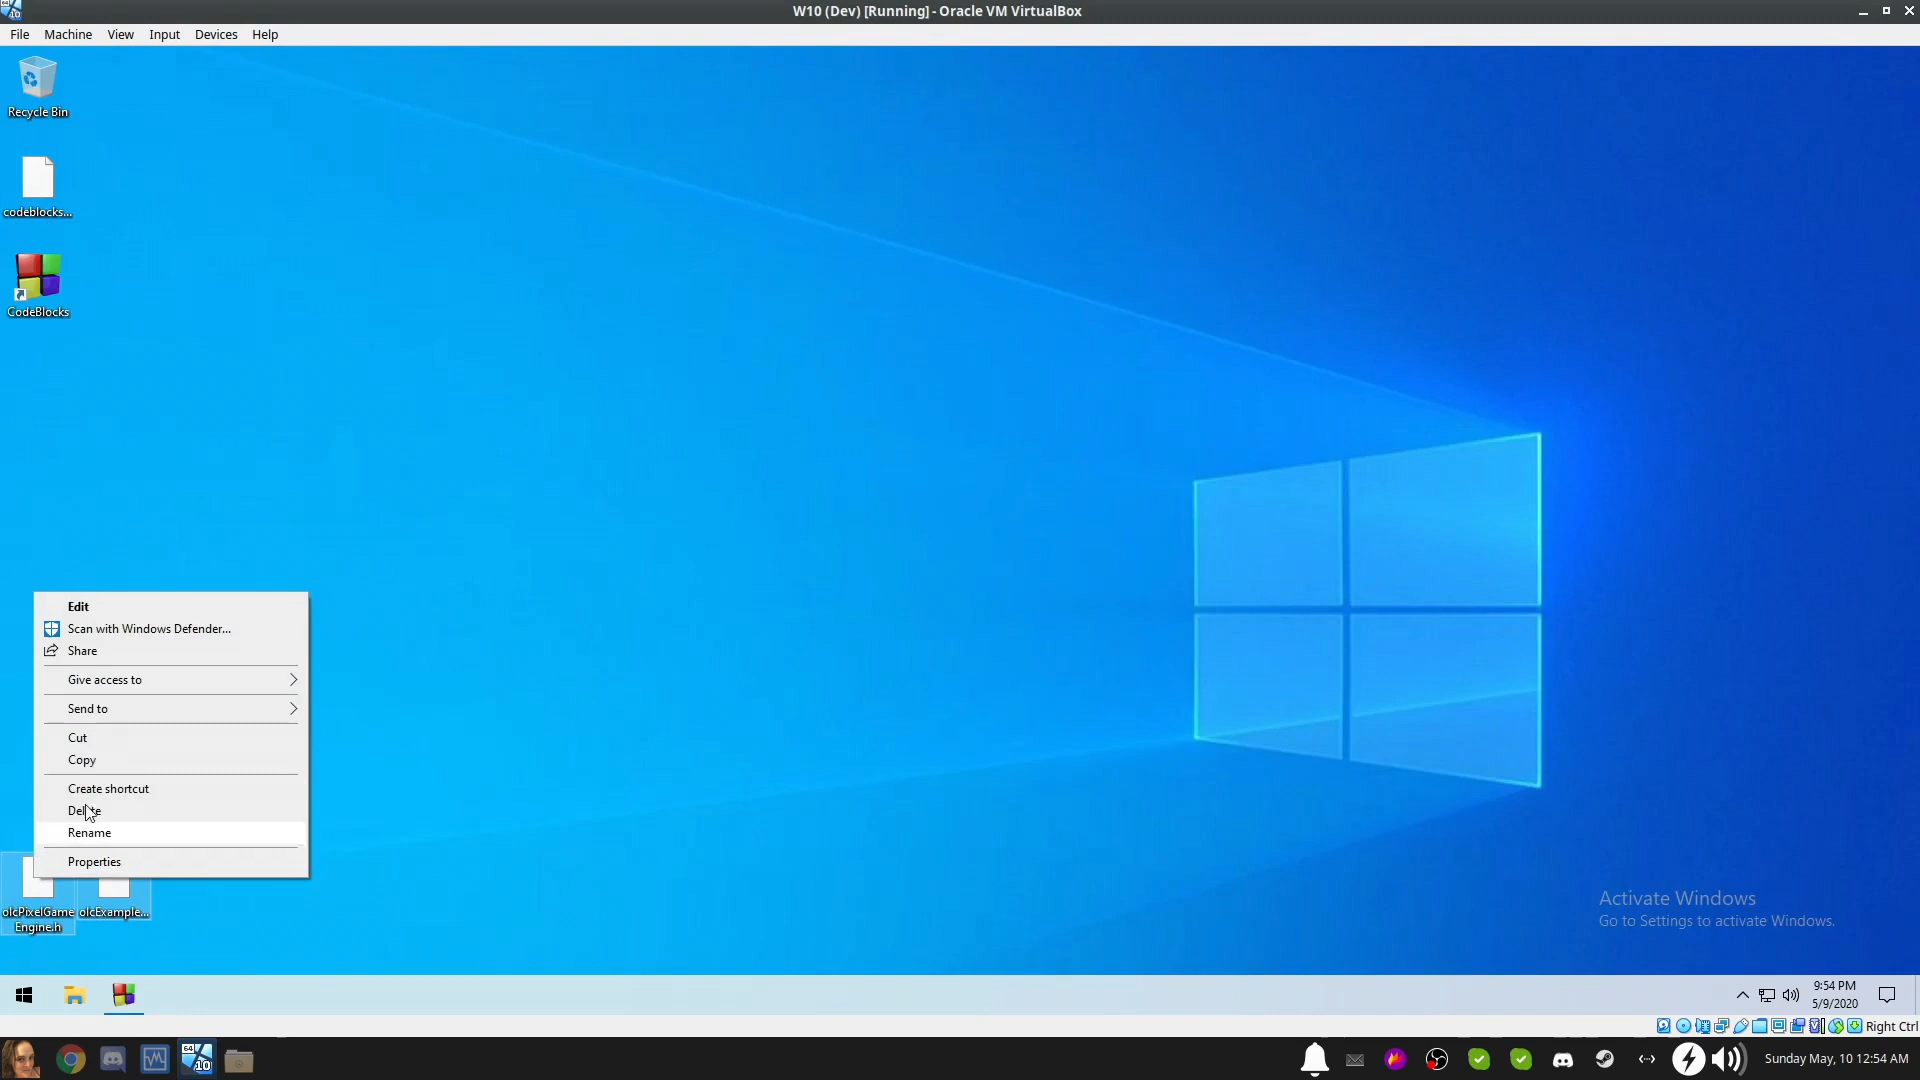 W10 (Dev) [Running] - Oracle VM VirtualBox
File Machine View Input Devices Help
Recycle Bin
codeblocks...
CodeBlocks
Edit
Scan with Windows Defender...
Share
Give access to
Send to
Cut
Copy
Create shortcut
Delete
Rename
Properties
olcPixelGame
Engine.h
olcExample...
Activate Windows
Go to Settings to activate Windows.
9:54 PM
5/9/2020
Right Ctrl
64
10
Sunday May, 10 12:54 AM